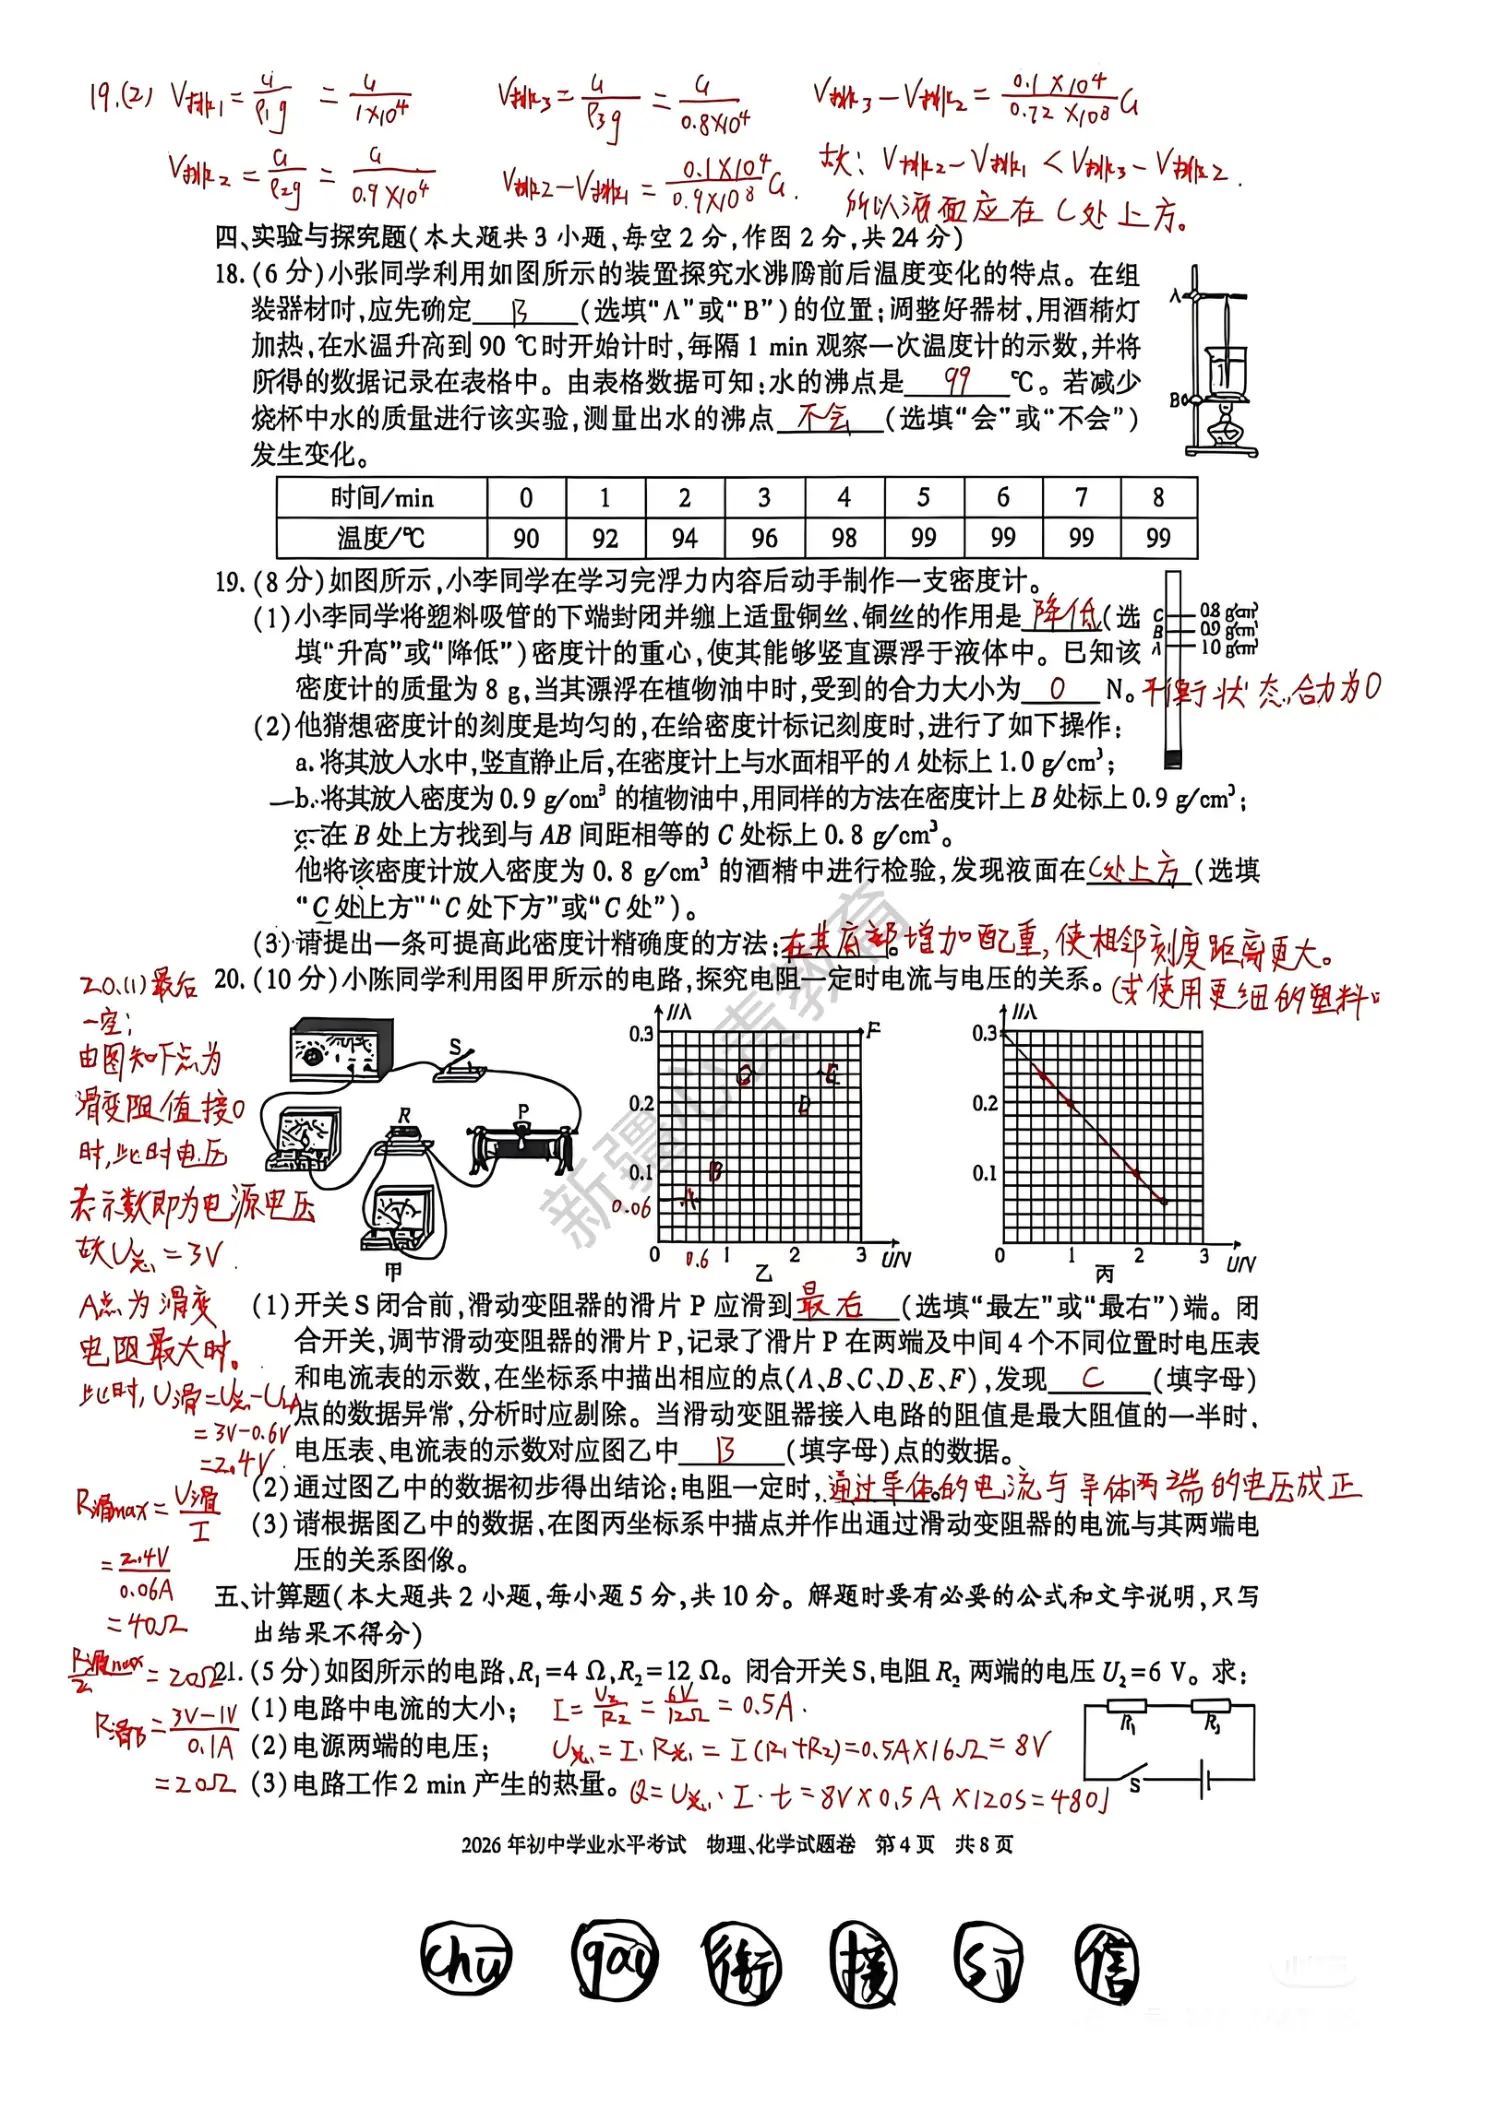 19.(2) V排水1=G/ρ1g=G/1×10⁴ V排水3=G/ρ3g=G/0.8×10⁴ V排水3-V排水2=0.1×10⁴/0.72×10⁸G
V排水2=G/ρ2g=G/0.9×10⁴ V排水2-V排水1=0.1×10⁴/0.9×10⁸G. 故:V排水2-V排水1<V排水3-V排水2.
所以液面应在C处上方。
四、实验与探究题(本大题共3小题,每空2分,作图2分,共24分)
18.(6分)小张同学利用如图所示的装置探究水沸腾前后温度变化的特点。在组
装器材时,应先确定 B (选填“A”或“B”)的位置;调整好器材,用酒精灯
加热,在水温升高到90 ℃时开始计时,每隔1 min观察一次温度计的示数,并将
所得的数据记录在表格中。由表格数据可知:水的沸点是 99 ℃。若减少
烧杯中水的质量进行该实验,测量出水的沸点 不会 (选填“会”或“不会”)
发生变化。
A
B
时间/min 0 1 2 3 4 5 6 7 8
温度/℃ 90 92 94 96 98 99 99 99 99
19.(8分)如图所示,小李同学在学习完浮力内容后动手制作一支密度计。
(1)小李同学将塑料吸管的下端封闭并缠上适量铜丝,铜丝的作用是 降低 (选
填“升高”或“降低”)密度计的重心,使其能够竖直漂浮于液体中。已知该
密度计的质量为8 g,当其漂浮在植物油中时,受到的合力大小为 0 N。平衡状态,合力为0
C 0.8 g/cm³
B 0.9 g/cm³
A 1.0 g/cm³
(2)他猜想密度计的刻度是均匀的,在给密度计标记刻度时,进行了如下操作:
a.将其放入水中,竖直静止后,在密度计上与水面相平的A处标上1.0 g/cm³;
b.将其放入密度为0.9 g/cm³的植物油中,用同样的方法在密度计上B处标上0.9 g/cm³;
c.在B处上方找到与AB间距相等的C处标上0.8 g/cm³。
他将该密度计放入密度为0.8 g/cm³的酒精中进行检验,发现液面在 C处上方 (选填
“C处上方”“C处下方”或“C处”)。
(3)请提出一条可提高此密度计精确度的方法: 在其底部增加配重,使相邻刻度距离更大。
(或使用更细的塑料
20.(10分)小陈同学利用图甲所示的电路,探究电阻一定时电流与电压的关系。
20.(1)最后
一空:
由图知F点为
滑变阻值接0
时,此时电压
表示数即为电源电压
故U总=3V.
A点为滑变
电阻最大时。
此时,U滑=U总-UA
=3V-0.6V
=2.4V.
R滑max=U滑/I
=2.4V/0.06A
=40Ω
R滑max/2=20Ω
R滑B=3V-1V/0.1A
=20Ω
S
R
P
甲
I/A
0.3
0.2
0.1
0.06
0 0.6 1 2 3 U/V
A B C D E F
乙
I/A
0.3
0.2
0.1
0 1 2 3 U/V
丙
(1)开关S闭合前,滑动变阻器的滑片P应滑到 最右 (选填“最左”或“最右”)端。闭
合开关,调节滑动变阻器的滑片P,记录了滑片P在两端及中间4个不同位置时电压表
和电流表的示数,在坐标系中描出相应的点(A、B、C、D、E、F),发现 C (填字母)
点的数据异常,分析时应剔除。当滑动变阻器接入电路的阻值是最大阻值的一半时,
电压表、电流表的示数对应图乙中 B (填字母)点的数据。
(2)通过图乙中的数据初步得出结论:电阻一定时, 通过导体的电流与导体两端的电压成正
(3)请根据图乙中的数据,在图丙坐标系中描点并作出通过滑动变阻器的电流与其两端电
压的关系图像。
五、计算题(本大题共2小题,每小题5分,共10分。解题时要有必要的公式和文字说明,只写
出结果不得分)
21.(5分)如图所示的电路,R₁=4 Ω,R₂=12 Ω。闭合开关S,电阻R₂两端的电压U₂=6 V。求:
(1)电路中电流的大小; I=U₂/R₂=6V/12Ω=0.5A.
(2)电源两端的电压; U总=I·R总=I(R₁+R₂)=0.5A×16Ω=8V
(3)电路工作2 min产生的热量。 Q=U总·I·t=8V×0.5A×120S=480J
R₁ R₂
S
2026年初中学业水平考试 物理、化学试题卷 第4页 共8页
新疆心素教育
chū gāo 衔 接 sī 信